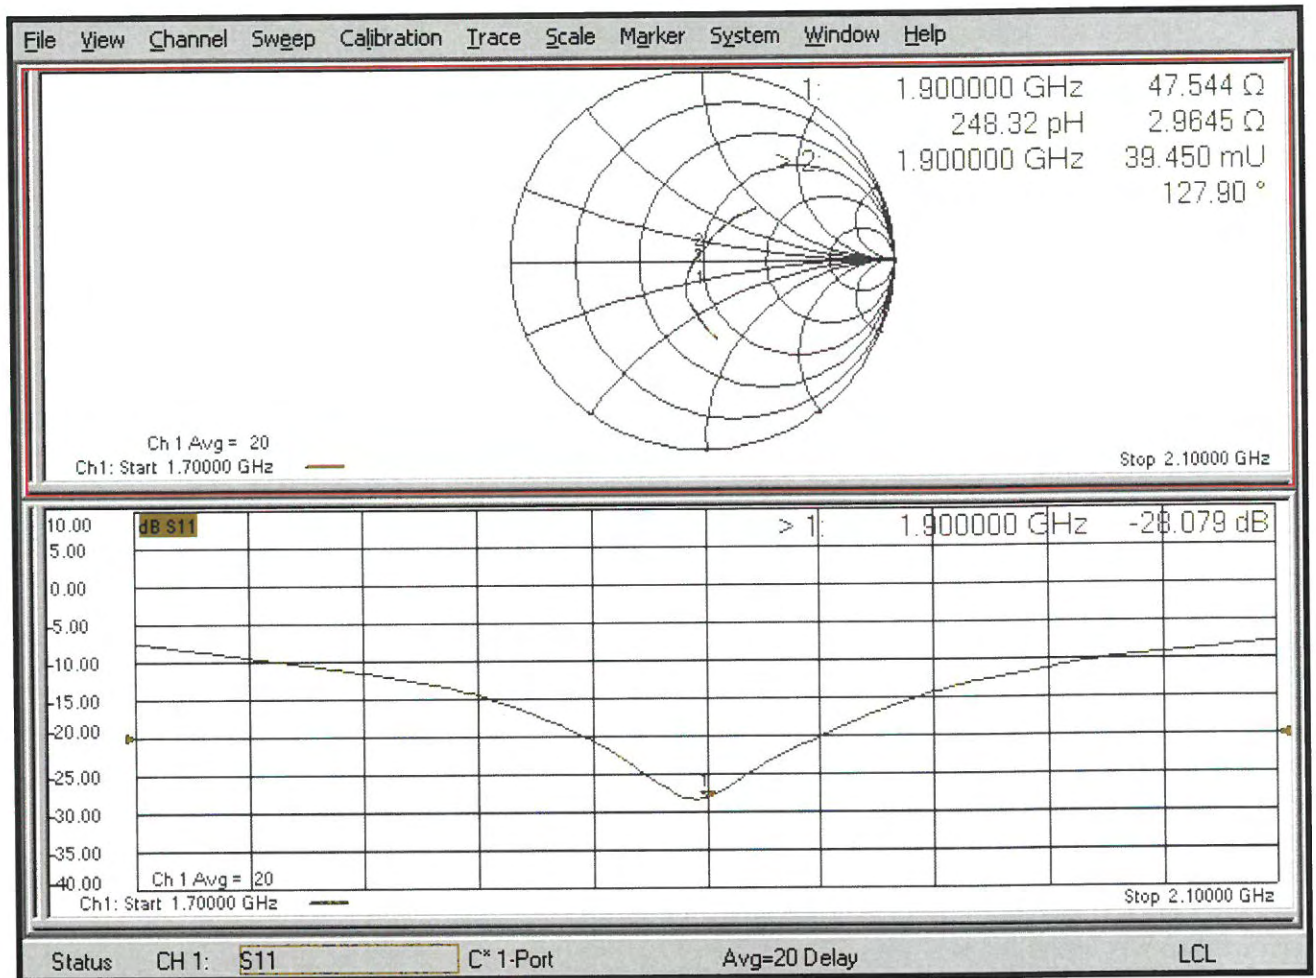 File View Channel Sweep Calibration Trace Scale Marker System Window Help
1: 1.900000 GHz 47.544 Ω
248.32 pH 2.9645 Ω
> 2: 1.900000 GHz 39.450 mU
127.90 °
2
1
Ch 1 Avg = 20
Ch1: Start 1.70000 GHz
Stop 2.10000 GHz
10.00
dB S11
> 1: 1.900000 GHz -28.079 dB
5.00
0.00
-5.00
-10.00
-15.00
-20.00
-25.00
1
-30.00
-35.00
-40.00
Ch 1 Avg = 20
Ch1: Start 1.70000 GHz
Stop 2.10000 GHz
Status CH 1: S11 C* 1-Port Avg=20 Delay LCL